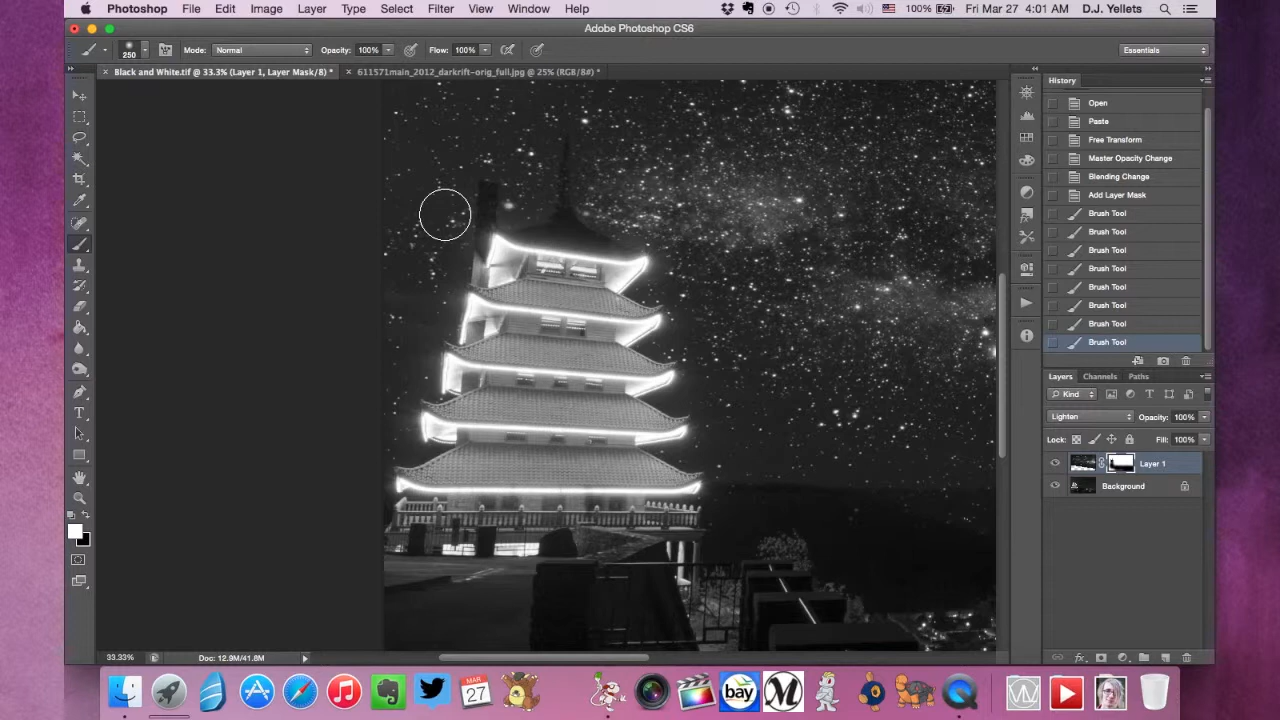 Photoshop File Edit Image Layer Type Select Filter View Window Help 100% Fri Mar 27 4:01 AM D.J. Yellets
Adobe Photoshop CS6
250 Mode: Normal Opacity: 100% Flow: 100% Essentials
× Black and White.tif @ 33.3% (Layer 1, Layer Mask/8) * × 611571main_2012_darkrift-orig_full.jpg @ 25% (RGB/8#) *
History
Open
Paste
Free Transform
Master Opacity Change
Blending Change
Add Layer Mask
Brush Tool
Brush Tool
Brush Tool
Brush Tool
Brush Tool
Brush Tool
Brush Tool
Brush Tool
Layers Channels Paths
Kind
Lighten Opacity: 100%
Lock: Fill: 100%
Layer 1
Background
33.33% Doc: 12.9M/41.8M
MAR
27
bay
M